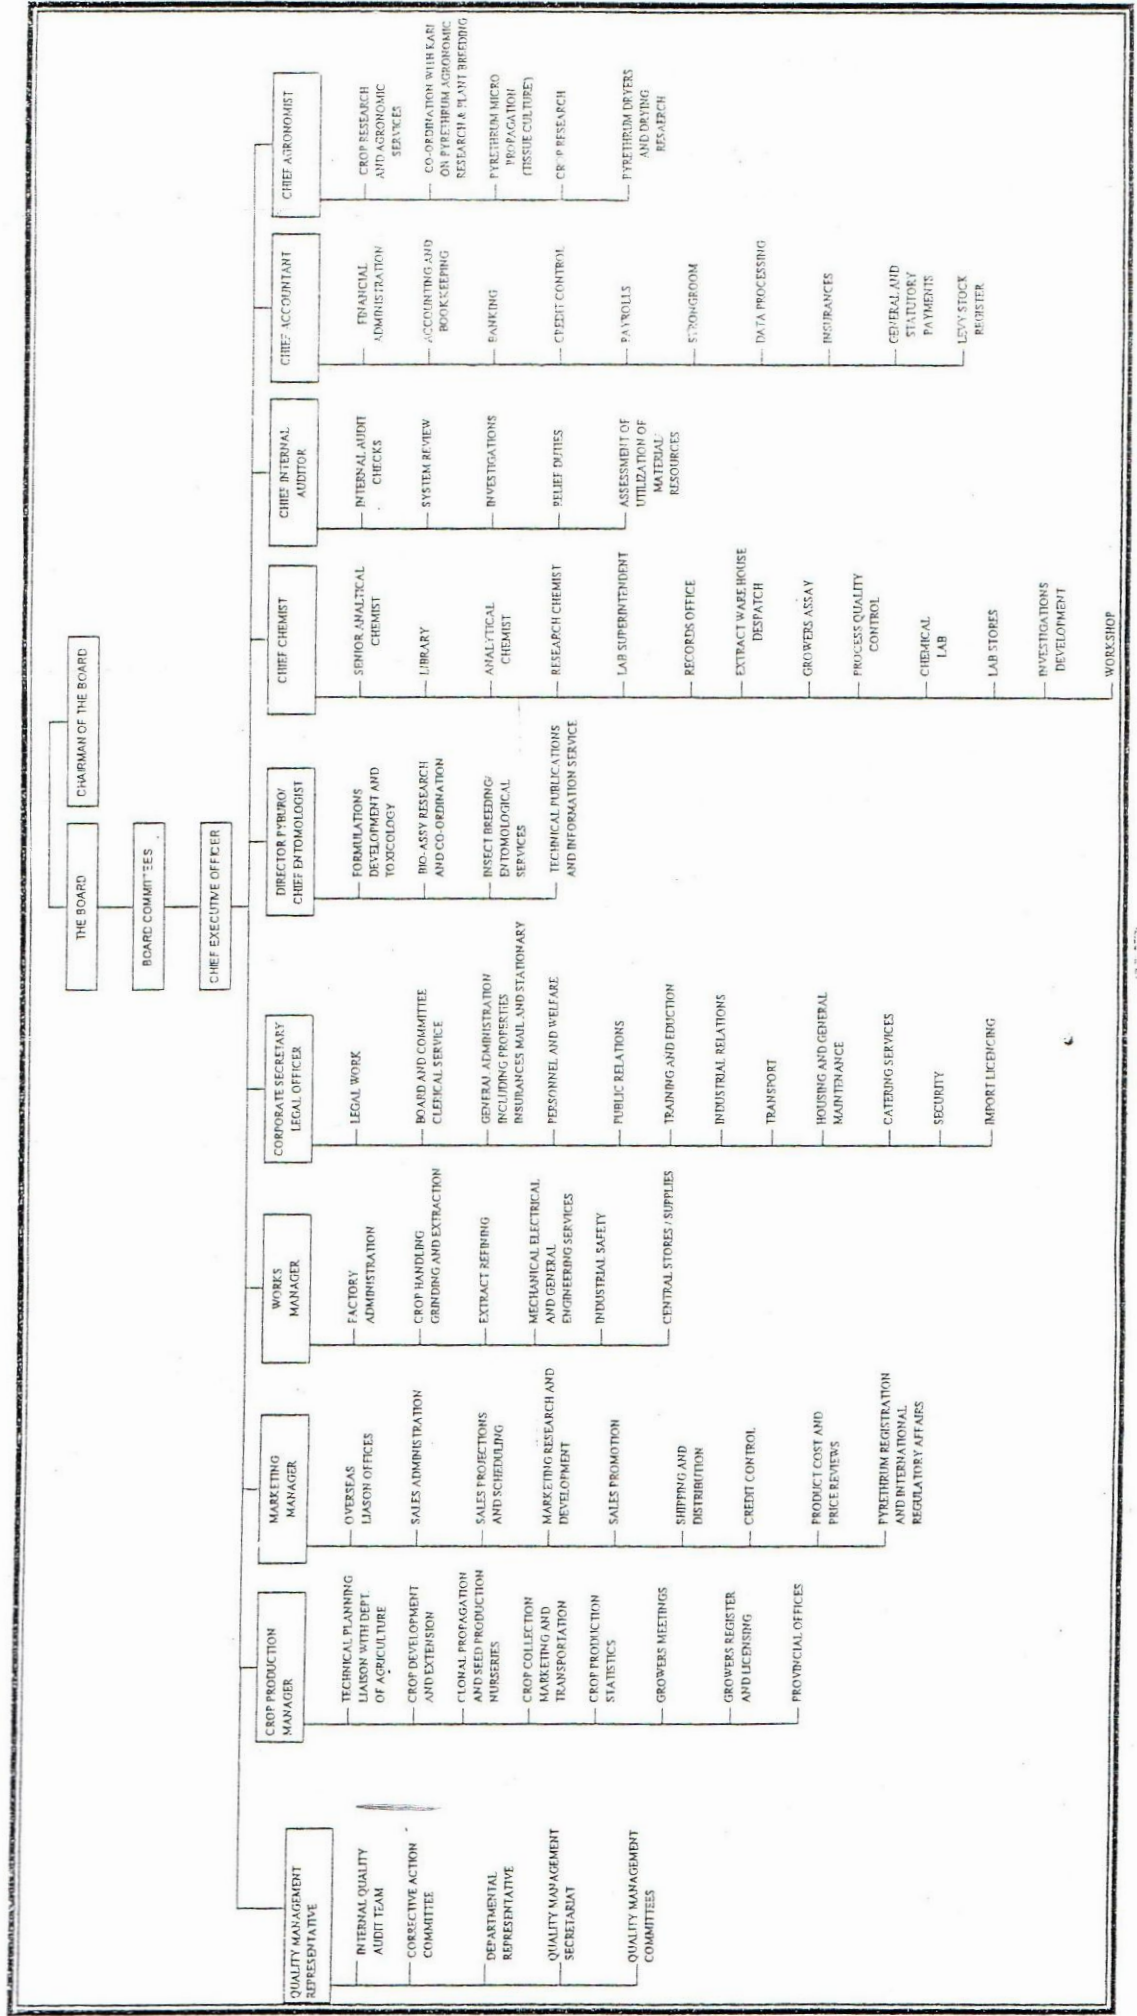 THE BOARD
CHAIRMAN OF THE BOARD
BOARD COMMITTEES
CHIEF EXECUTIVE OFFICER
QUALITY MANAGEMENT
REPRESENTATIVE
INTERNAL QUALITY
AUDIT TEAM
CORRECTIVE ACTION
COMMITTEE
DEPARTMENTAL
REPRESENTATIVE
QUALITY MANAGEMENT
SECRETARIAT
QUALITY MANAGEMENT
COMMITTEES
CROP PRODUCTION
MANAGER
TECHNICAL PLANNING
LIAISON WITH DEPT.
OF AGRICULTURE
CROP DEVELOPMENT
AND EXTENSION
CLONAL PROPAGATION
AND SEED PRODUCTION
NURSERIES
CROP COLLECTION
MARKETING AND
TRANSPORTATION
CROP PRODUCTION
STATISTICS
GROWERS MEETINGS
GROWERS REGISTER
AND LICENSING
PROVINCIAL OFFICES
MARKETING
MANAGER
OVERSEAS
LIASON OFFICES
SALES ADMINISTRATION
SALES PROJECTIONS
AND SCHEDULING
MARKETING RESEARCH AND
DEVELOPMENT
SALES PROMOTION
SHIPPING AND
DISTRIBUTION
CREDIT CONTROL
PRODUCT COST AND
PRICE REVIEWS
PYRETHRUM REGISTRATION
AND INTERNATIONAL
REGULATORY AFFAIRS
WORKS
MANAGER
FACTORY
ADMINISTRATION
CROP HANDLING
GRINDING AND EXTRACTION
EXTRACT REFINING
MECHANICAL ELECTRICAL
AND GENERAL
ENGINEERING SERVICES
INDUSTRIAL SAFETY
CENTRAL STORES / SUPPLIES
CORPORATE SECRETARY
LEGAL OFFICER
LEGAL WORK
BOARD AND COMMITTEE
CLERICAL SERVICE
GENERAL ADMINISTRATION
INCLUDING PROPERTIES
INSURANCES MAIL AND STATIONARY
PERSONNEL AND WELFARE
PUBLIC RELATIONS
TRAINING AND EDUCTION
INDUSTRIAL RELATIONS
TRANSPORT
HOUSING AND GENERAL
MAINTENANCE
CATERING SERVICES
SECURITY
IMPORT LICENCING
DIRECTOR PYBURO/
CHIEF ENTOMOLOGIST
FORMULATIONS
DEVELOPMENT AND
TOXICOLOGY
BIO-ASSY RESEARCH
AND CO-ORDINATION
INSECT BREEDING/
ENTOMOLOGICAL
SERVICES
TECHNICAL PUBLICATIONS
AND INFORMATION SERVICE
CHIEF CHEMIST
SENIOR ANALTICAL
CHEMIST
LIBRARY
ANALYTICAL
CHEMIST
RESEARCH CHEMIST
LAB SUPERINTENDENT
RECORDS OFFICE
EXTRACT WARE HOUSE
DESPATCH
GROWERS ASSAY
PROCESS QUALITY
CONTROL
CHEMICAL
LAB
LAB STORES
INVESTIGATIONS
DEVELOPMENT
WORKSHOP
CHIEF INTERNAL
AUDITOR
INTERNAL AUDIT
CHECKS
SYSTEM REVIEW
INVESTIGATIONS
RELIEF DUTIES
ASSESSMENT OF
UTILIZATION OF
MATERIAL
RESOURCES
CHIEF ACCOUNTANT
FINANCIAL
ADMINISTRATION
ACCOUNTING AND
BOOKKEEPING
BANKING
CREDIT CONTROL
PAYROLLS
STRONGROOM
DATA PROCESSING
INSURANCES
GENERAL AND
STATUTORY
PAYMENTS
LEVY STOCK
REGISTER
CHIEF AGRONOMIST
CROP RESEARCH
AND AGRONOMIC
SERVICES
CO-ORDINATION WITH KARI
ON PYRETHRUM AGRONOMIC
RESEARCH & PLANT BREEDING
PYRETHRUM MICRO
PROPAGATION
(TISSUE CULTURE)
CROP RESEARCH
PYRETHRUM DRYERS
AND DRYING
RESAERCH